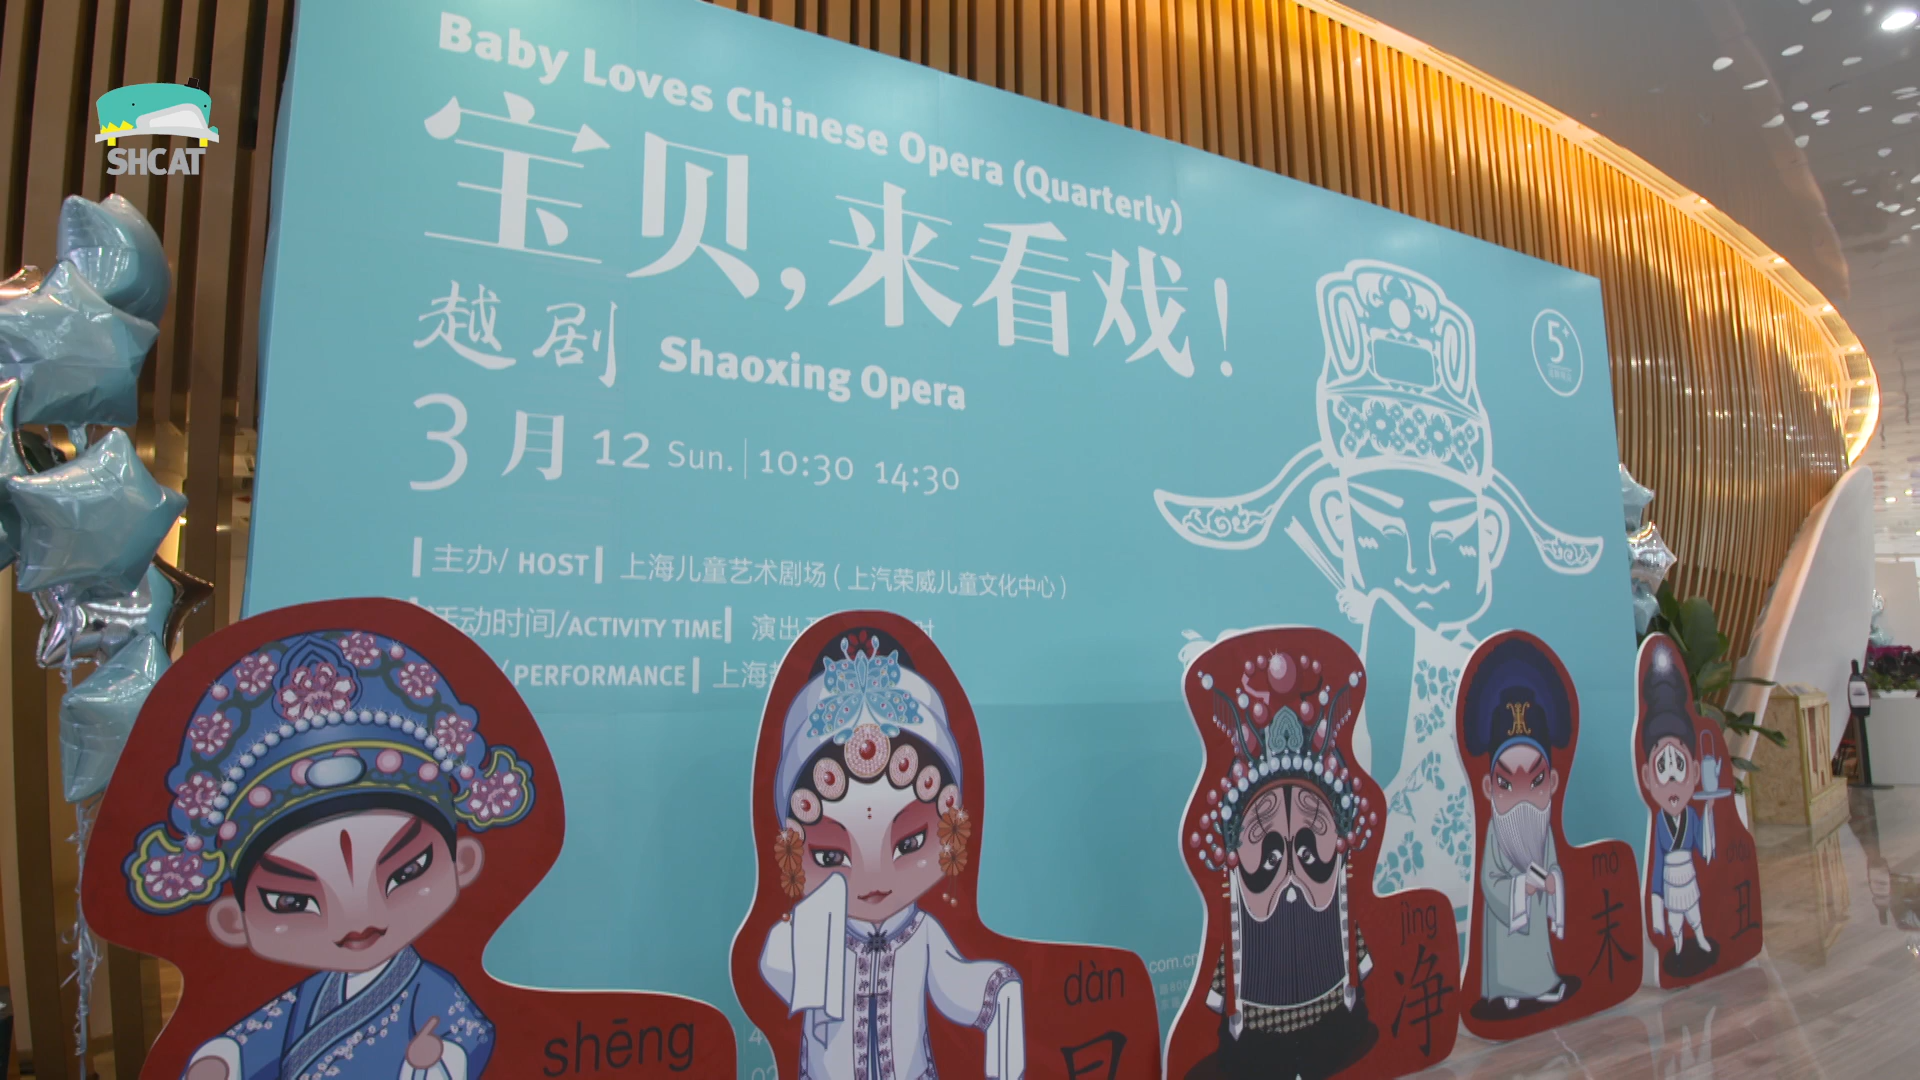 SHCAT
Baby Loves Chinese Opera (Quarterly)
宝贝,来看戏!
越剧 Shaoxing Opera
5+
3月 12 Sun. 10:30 14:30
主办/ HOST 上海儿童艺术剧场 ( 上汽荣威儿童文化中心 )
活动时间/ACTIVITY TIME 演出
/ PERFORMANCE 上海
.com.cn
shēng
dàn
旦
jìng
净
mò
末
chǒu
丑